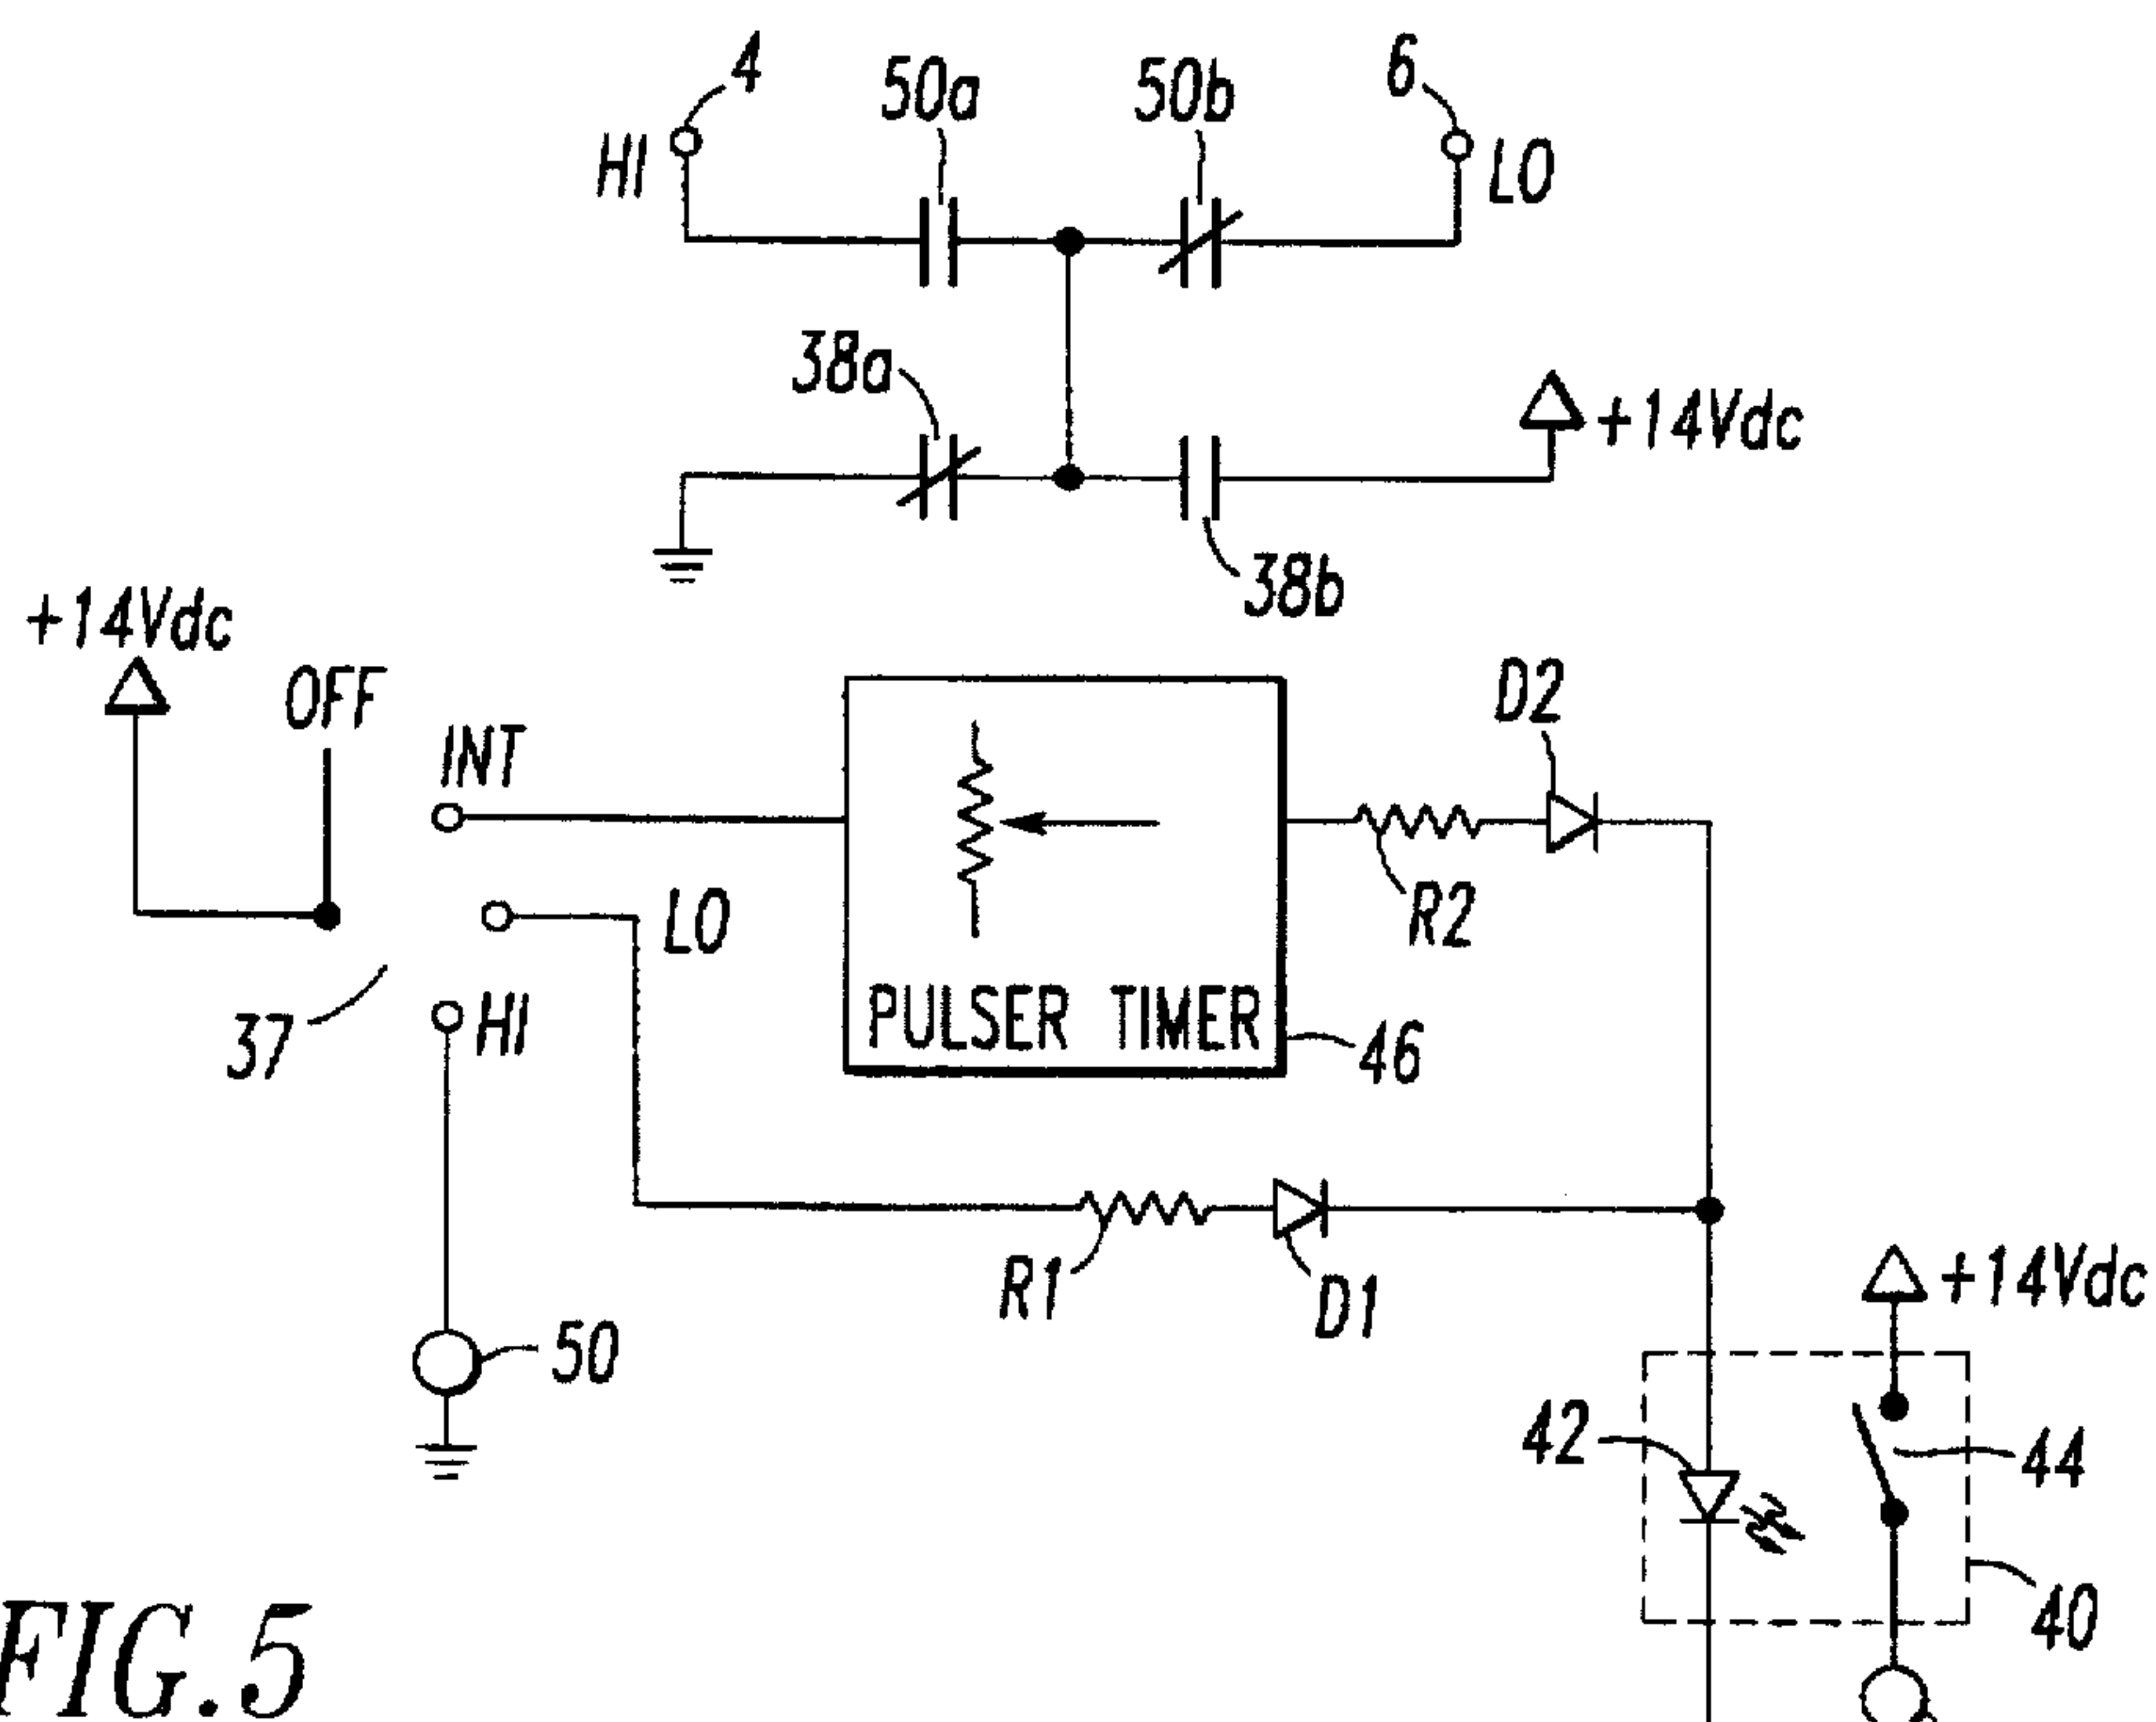 4
50a
50b
6
HI
LO
38a
+14Vdc
38b
+14Vdc
OFF
INT
D2
LO
R2
37
HI
PULSER TIMER
46
R1
D1
+14Vdc
50
42
44
40
FIG.5